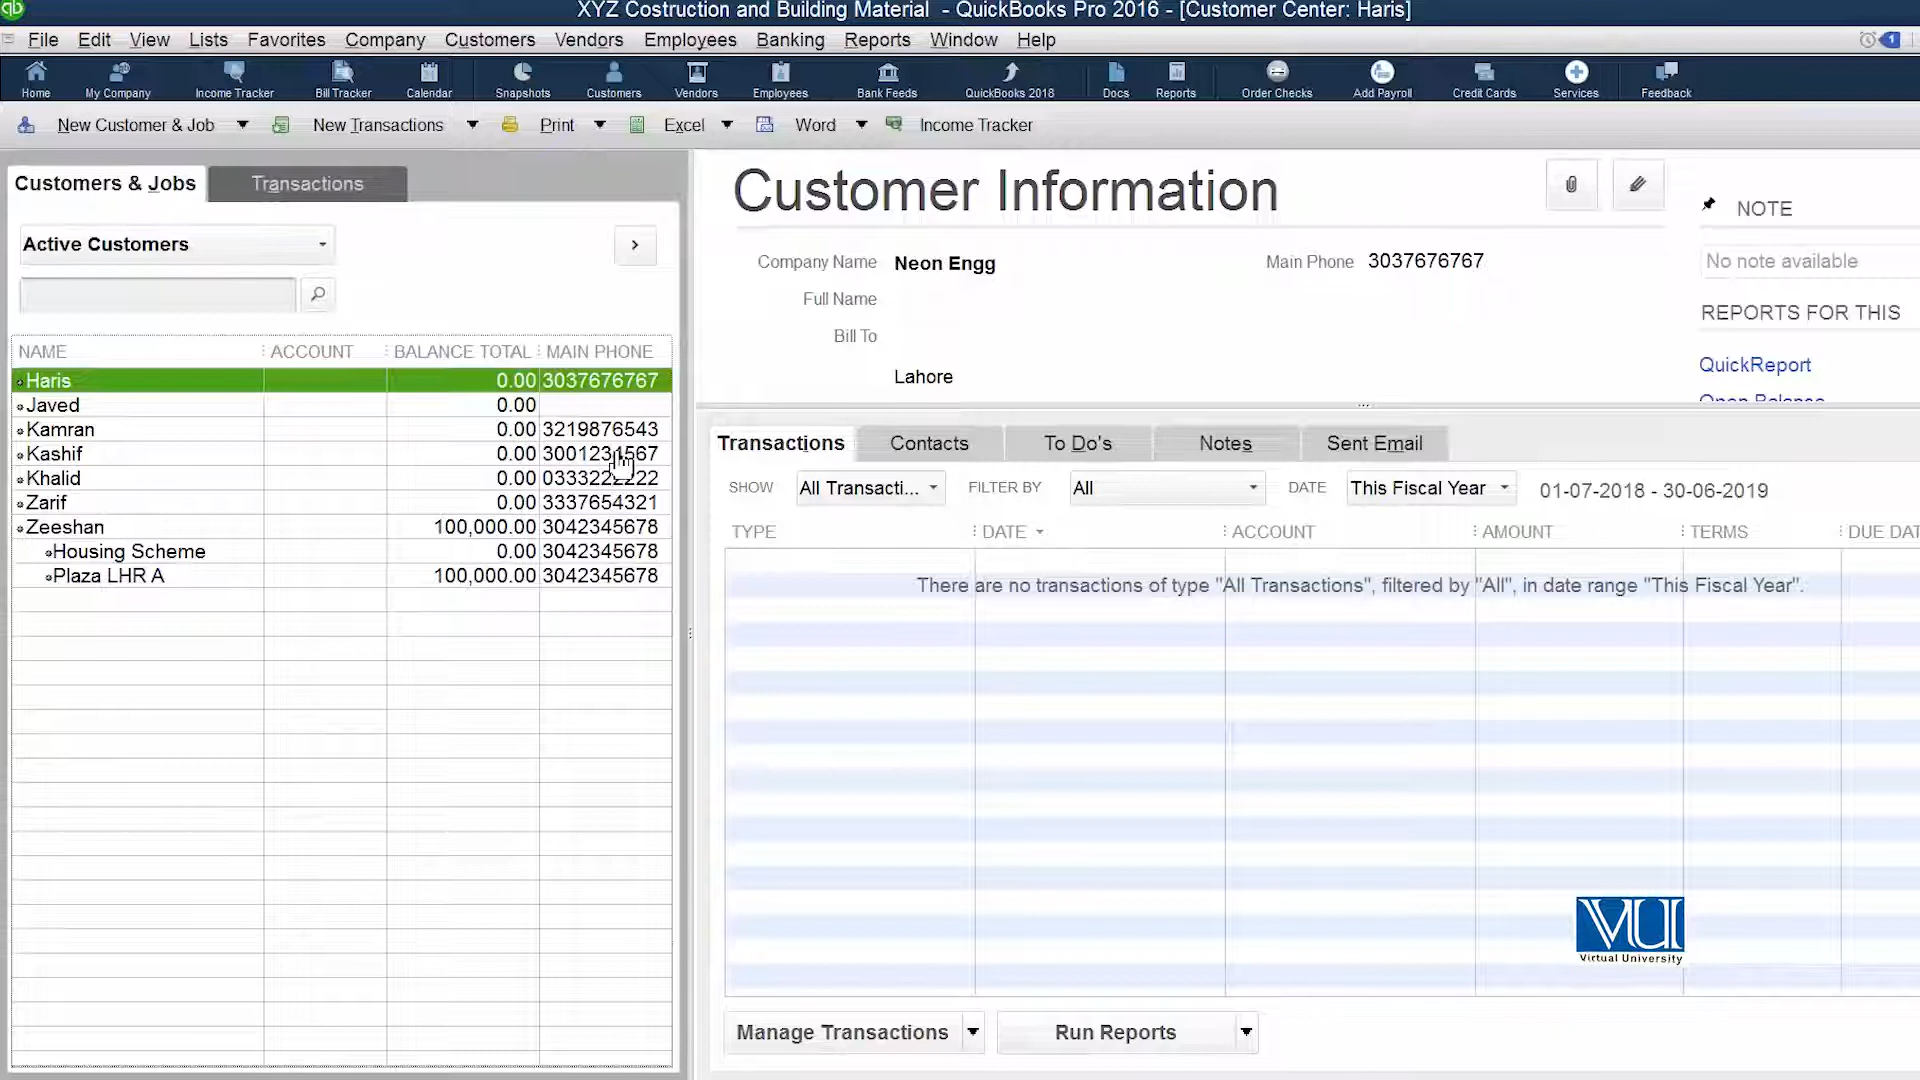 XYZ Costruction and Building Material - QuickBooks Pro 2016 - [Customer Center: Haris]
File Edit View Lists Favorites Company Customers Vendors Employees Banking Reports Window Help 1
Home My Company Income Tracker Bill Tracker Calendar Snapshots Customers Vendors Employees Bank Feeds QuickBooks 2018 Docs Reports Order Checks Add Payroll Credit Cards Services Feedback
New Customer & Job New Transactions Print Excel Word Income Tracker
Customers & Jobs Transactions
Active Customers
NAME ACCOUNT BALANCE TOTAL MAIN PHONE
Haris 0.00 3037676767
Javed 0.00
Kamran 0.00 3219876543
Kashif 0.00 3001234567
Khalid 0.00 0333222222
Zarif 0.00 3337654321
Zeeshan 100,000.00 3042345678
Housing Scheme 0.00 3042345678
Plaza LHR A 100,000.00 3042345678
Customer Information
Company Name Neon Engg Main Phone 3037676767
Full Name
Bill To
Lahore
NOTE
No note available
REPORTS FOR THIS
QuickReport
Open Balance
Transactions Contacts To Do's Notes Sent Email
SHOW All Transacti... FILTER BY All DATE This Fiscal Year 01-07-2018 - 30-06-2019
TYPE DATE ACCOUNT AMOUNT TERMS DUE DAT
There are no transactions of type "All Transactions", filtered by "All", in date range "This Fiscal Year".
VU
Virtual University
Manage Transactions Run Reports